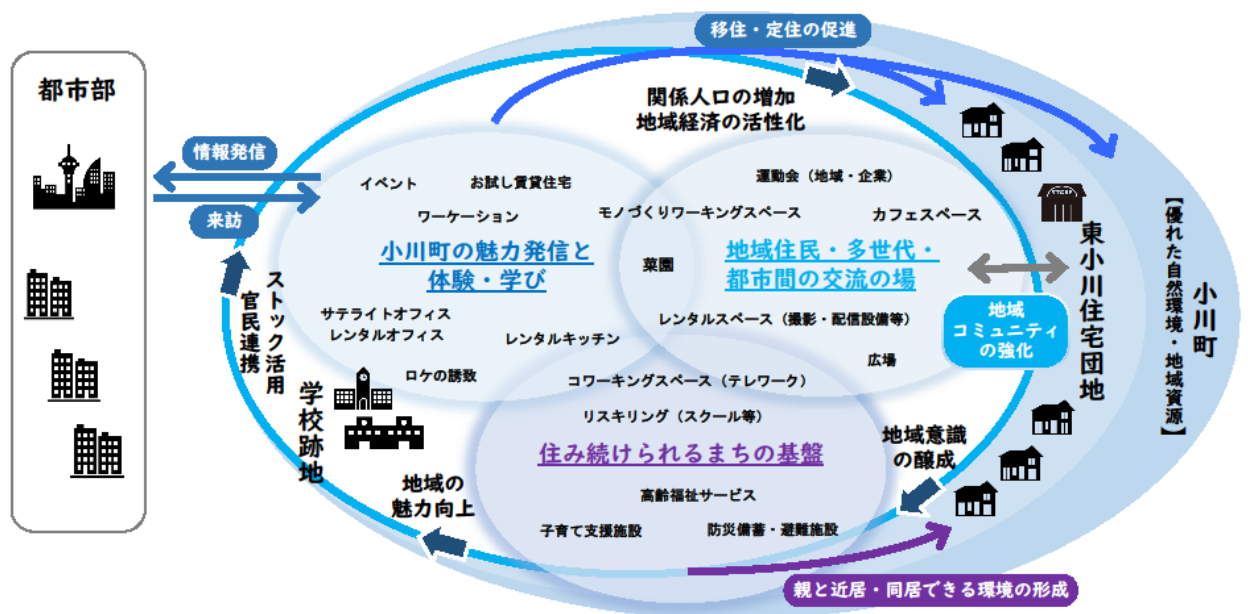 移住・定住の促進
都市部
関係人口の増加
地域経済の活性化
情報発信
来訪
イベント
お試し賃貸住宅
ワーケーション
運動会（地域・企業）
モノづくりワーキングスペース
カフェスペース
小川町の魅力発信と
体験・学び
菜園
地域住民・多世代・
都市間の交流の場
サテライトオフィス
レンタルオフィス
レンタルキッチン
ロケの誘致
レンタルスペース（撮影・配信設備等）
広場
地域
コミュニティ
の強化
東小川住宅団地
小川町
【優れた自然環境・地域資源】
ストック活用
官民連携
学校跡地
コワーキングスペース（テレワーク）
リスキリング（スクール等）
住み続けられるまちの基盤
高齢福祉サービス
子育て支援施設
防災備蓄・避難施設
地域意識
の醸成
地域の
魅力向上
親と近居・同居できる環境の形成